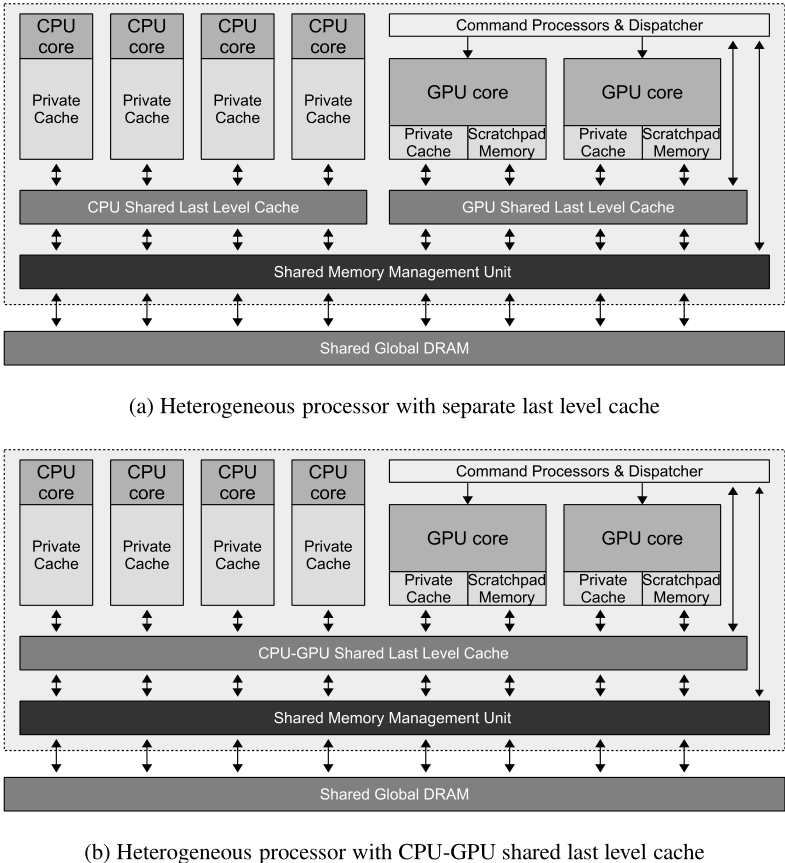 CPU core
CPU core
CPU core
CPU core
Command Processors & Dispatcher
Private Cache
Private Cache
Private Cache
Private Cache
GPU core
GPU core
Private Cache
Scratchpad Memory
Private Cache
Scratchpad Memory
CPU Shared Last Level Cache
GPU Shared Last Level Cache
Shared Memory Management Unit
Shared Global DRAM
(a) Heterogeneous processor with separate last level cache
CPU core
CPU core
CPU core
CPU core
Command Processors & Dispatcher
Private Cache
Private Cache
Private Cache
Private Cache
GPU core
GPU core
Private Cache
Scratchpad Memory
Private Cache
Scratchpad Memory
CPU-GPU Shared Last Level Cache
Shared Memory Management Unit
Shared Global DRAM
(b) Heterogeneous processor with CPU-GPU shared last level cache